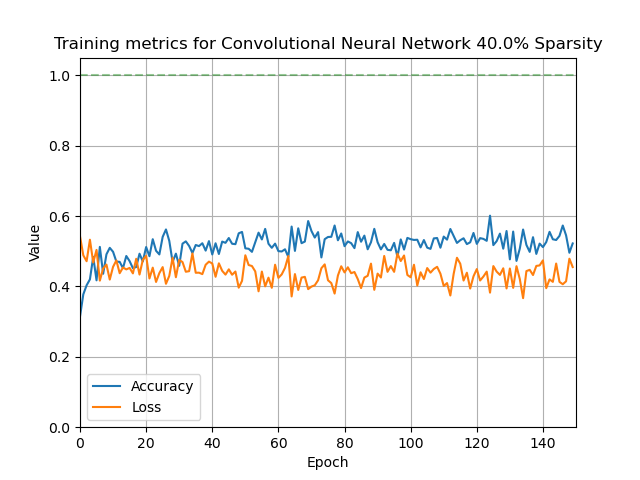 Training metrics for Convolutional Neural Network 40.0% Sparsity
1.0
0.8
0.6
0.4
0.2
0.0
Value
Accuracy
Loss
0 20 40 60 80 100 120 140
Epoch